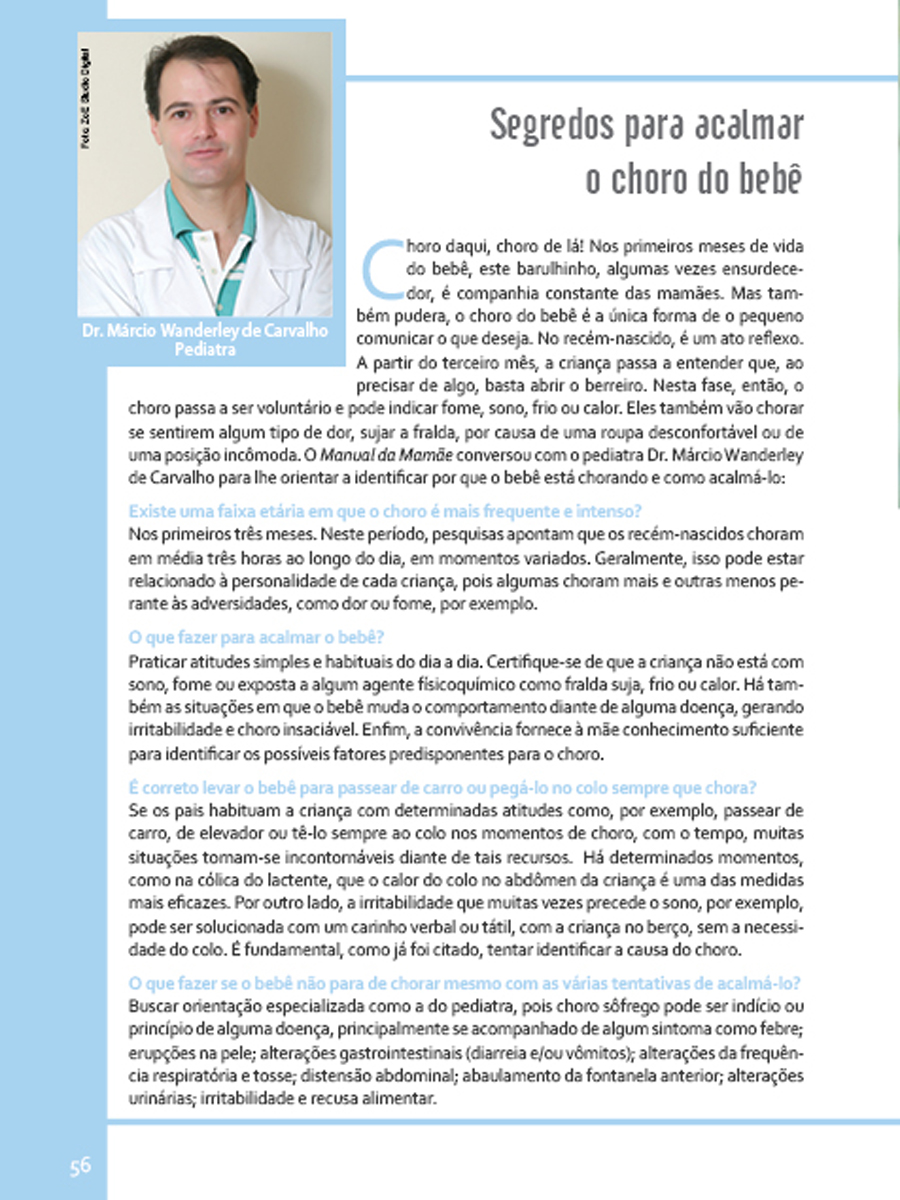 Foto: Zoé Studio Digital
Dr. Márcio Wanderley de Carvalho
Pediatra
Segredos para acalmar
o choro do bebê
Choro daqui, choro de lá! Nos primeiros meses de vida
do bebê, este barulhinho, algumas vezes ensurdece-
dor, é companhia constante das mamães. Mas tam-
bém pudera, o choro do bebê é a única forma de o pequeno
comunicar o que deseja. No recém-nascido, é um ato reflexo.
A partir do terceiro mês, a criança passa a entender que, ao
precisar de algo, basta abrir o berreiro. Nesta fase, então, o
choro passa a ser voluntário e pode indicar fome, sono, frio ou calor. Eles também vão chorar
se sentirem algum tipo de dor, sujar a fralda, por causa de uma roupa desconfortável ou de
uma posição incômoda. O Manual da Mamãe conversou com o pediatra Dr. Márcio Wanderley
de Carvalho para lhe orientar a identificar por que o bebê está chorando e como acalmá-lo:
Existe uma faixa etária em que o choro é mais frequente e intenso?
Nos primeiros três meses. Neste período, pesquisas apontam que os recém-nascidos choram
em média três horas ao longo do dia, em momentos variados. Geralmente, isso pode estar
relacionado à personalidade de cada criança, pois algumas choram mais e outras menos pe-
rante às adversidades, como dor ou fome, por exemplo.
O que fazer para acalmar o bebê?
Praticar atitudes simples e habituais do dia a dia. Certifique-se de que a criança não está com
sono, fome ou exposta a algum agente físicoquímico como fralda suja, frio ou calor. Há tam-
bém as situações em que o bebê muda o comportamento diante de alguma doença, gerando
irritabilidade e choro insaciável. Enfim, a convivência fornece à mãe conhecimento suficiente
para identificar os possíveis fatores predisponentes para o choro.
É correto levar o bebê para passear de carro ou pegá-lo no colo sempre que chora?
Se os pais habituam a criança com determinadas atitudes como, por exemplo, passear de
carro, de elevador ou tê-lo sempre ao colo nos momentos de choro, com o tempo, muitas
situações tornam-se incontornáveis diante de tais recursos. Há determinados momentos,
como na cólica do lactente, que o calor do colo no abdômen da criança é uma das medidas
mais eficazes. Por outro lado, a irritabilidade que muitas vezes precede o sono, por exemplo,
pode ser solucionada com um carinho verbal ou tátil, com a criança no berço, sem a necessi-
dade do colo. É fundamental, como já foi citado, tentar identificar a causa do choro.
O que fazer se o bebê não para de chorar mesmo com as várias tentativas de acalmá-lo?
Buscar orientação especializada como a do pediatra, pois choro sôfrego pode ser indício ou
princípio de alguma doença, principalmente se acompanhado de algum sintoma como febre;
erupções na pele; alterações gastrointestinais (diarreia e/ou vômitos); alterações da frequên-
cia respiratória e tosse; distensão abdominal; abaulamento da fontanela anterior; alterações
urinárias; irritabilidade e recusa alimentar.
56